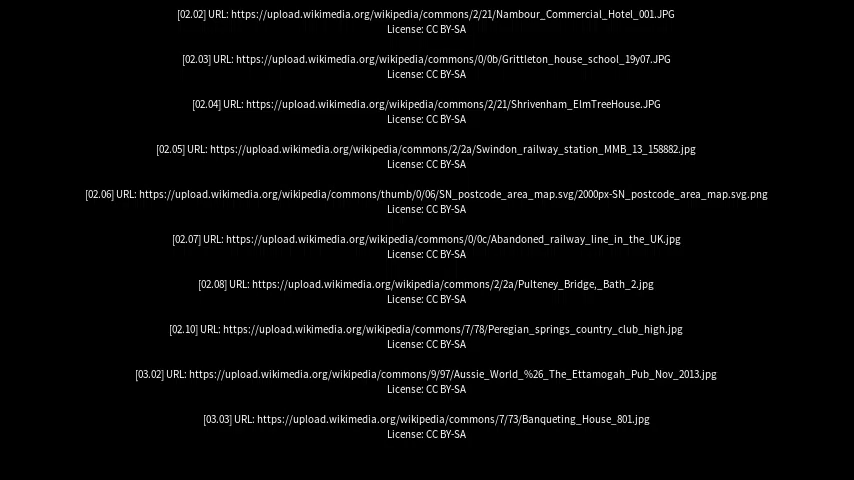 [02.02] URL: https://upload.wikimedia.org/wikipedia/commons/2/21/Nambour_Commercial_Hotel_001.JPG
License: CC BY-SA
[02.03] URL: https://upload.wikimedia.org/wikipedia/commons/0/0b/Grittleton_house_school_19y07.JPG
License: CC BY-SA
[02.04] URL: https://upload.wikimedia.org/wikipedia/commons/2/21/Shrivenham_ElmTreeHouse.JPG
License: CC BY-SA
[02.05] URL: https://upload.wikimedia.org/wikipedia/commons/2/2a/Swindon_railway_station_MMB_13_158882.jpg
License: CC BY-SA
[02.06] URL: https://upload.wikimedia.org/wikipedia/commons/thumb/0/06/SN_postcode_area_map.svg/2000px-SN_postcode_area_map.svg.png
License: CC BY-SA
[02.07] URL: https://upload.wikimedia.org/wikipedia/commons/0/0c/Abandoned_railway_line_in_the_UK.jpg
License: CC BY-SA
[02.08] URL: https://upload.wikimedia.org/wikipedia/commons/2/2a/Pulteney_Bridge,_Bath_2.jpg
License: CC BY-SA
[02.10] URL: https://upload.wikimedia.org/wikipedia/commons/7/78/Peregian_springs_country_club_high.jpg
License: CC BY-SA
[03.02] URL: https://upload.wikimedia.org/wikipedia/commons/9/97/Aussie_World_%26_The_Ettamogah_Pub_Nov_2013.jpg
License: CC BY-SA
[03.03] URL: https://upload.wikimedia.org/wikipedia/commons/7/73/Banqueting_House_801.jpg
License: CC BY-SA